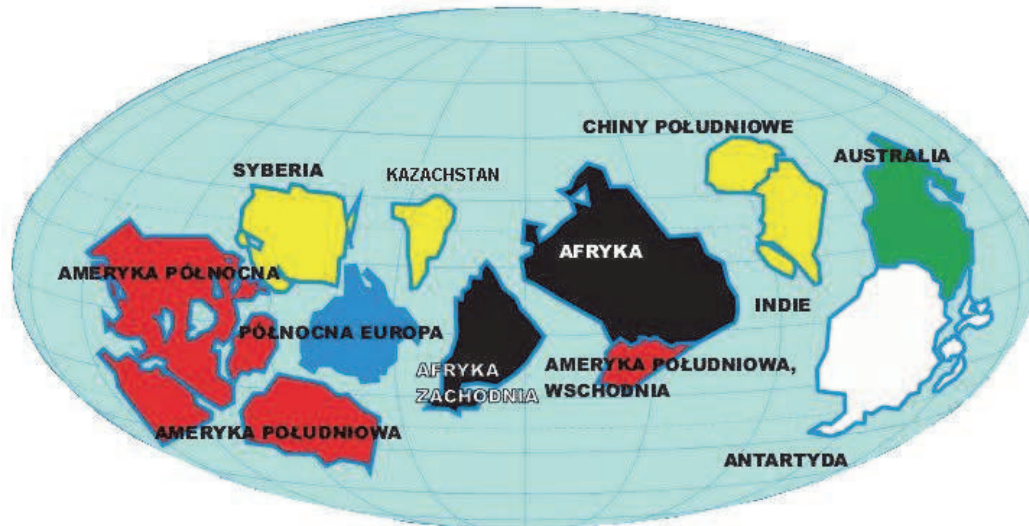 CHINY POŁUDNIOWE
AUSTRALIA
SYBERIA
KAZACHSTAN
AFRYKA
AMERYKA PÓŁNOCNA
INDIE
PÓŁNOCNA EUROPA
AFRYKA
ZACHODNIA
AMERYKA POŁUDNIOWA,
WSCHODNIA
AMERYKA POŁUDNIOWA
ANTARTYDA